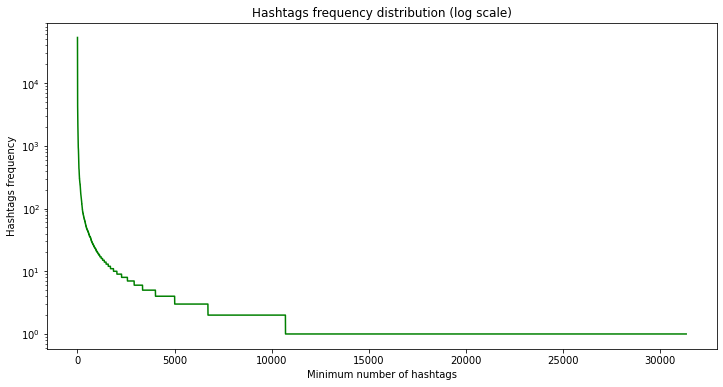 Hashtags frequency distribution (log scale)
Hashtags frequency
10⁴
10³
10²
10¹
10⁰
0 5000 10000 15000 20000 25000 30000
Minimum number of hashtags